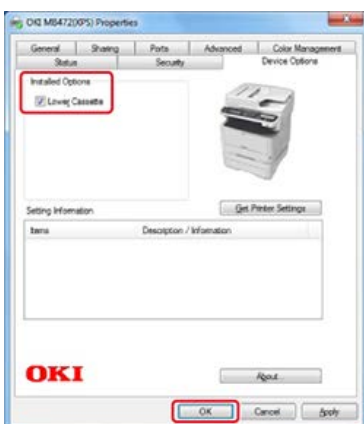 OKI MB472(XPS) Properties
General Sharing Ports Advanced Color Management
Status Security Device Options
Installed Options
Lower Cassette
Setting Information Get Printer Settings
Items Description / Information
OKI About...
OK Cancel Apply